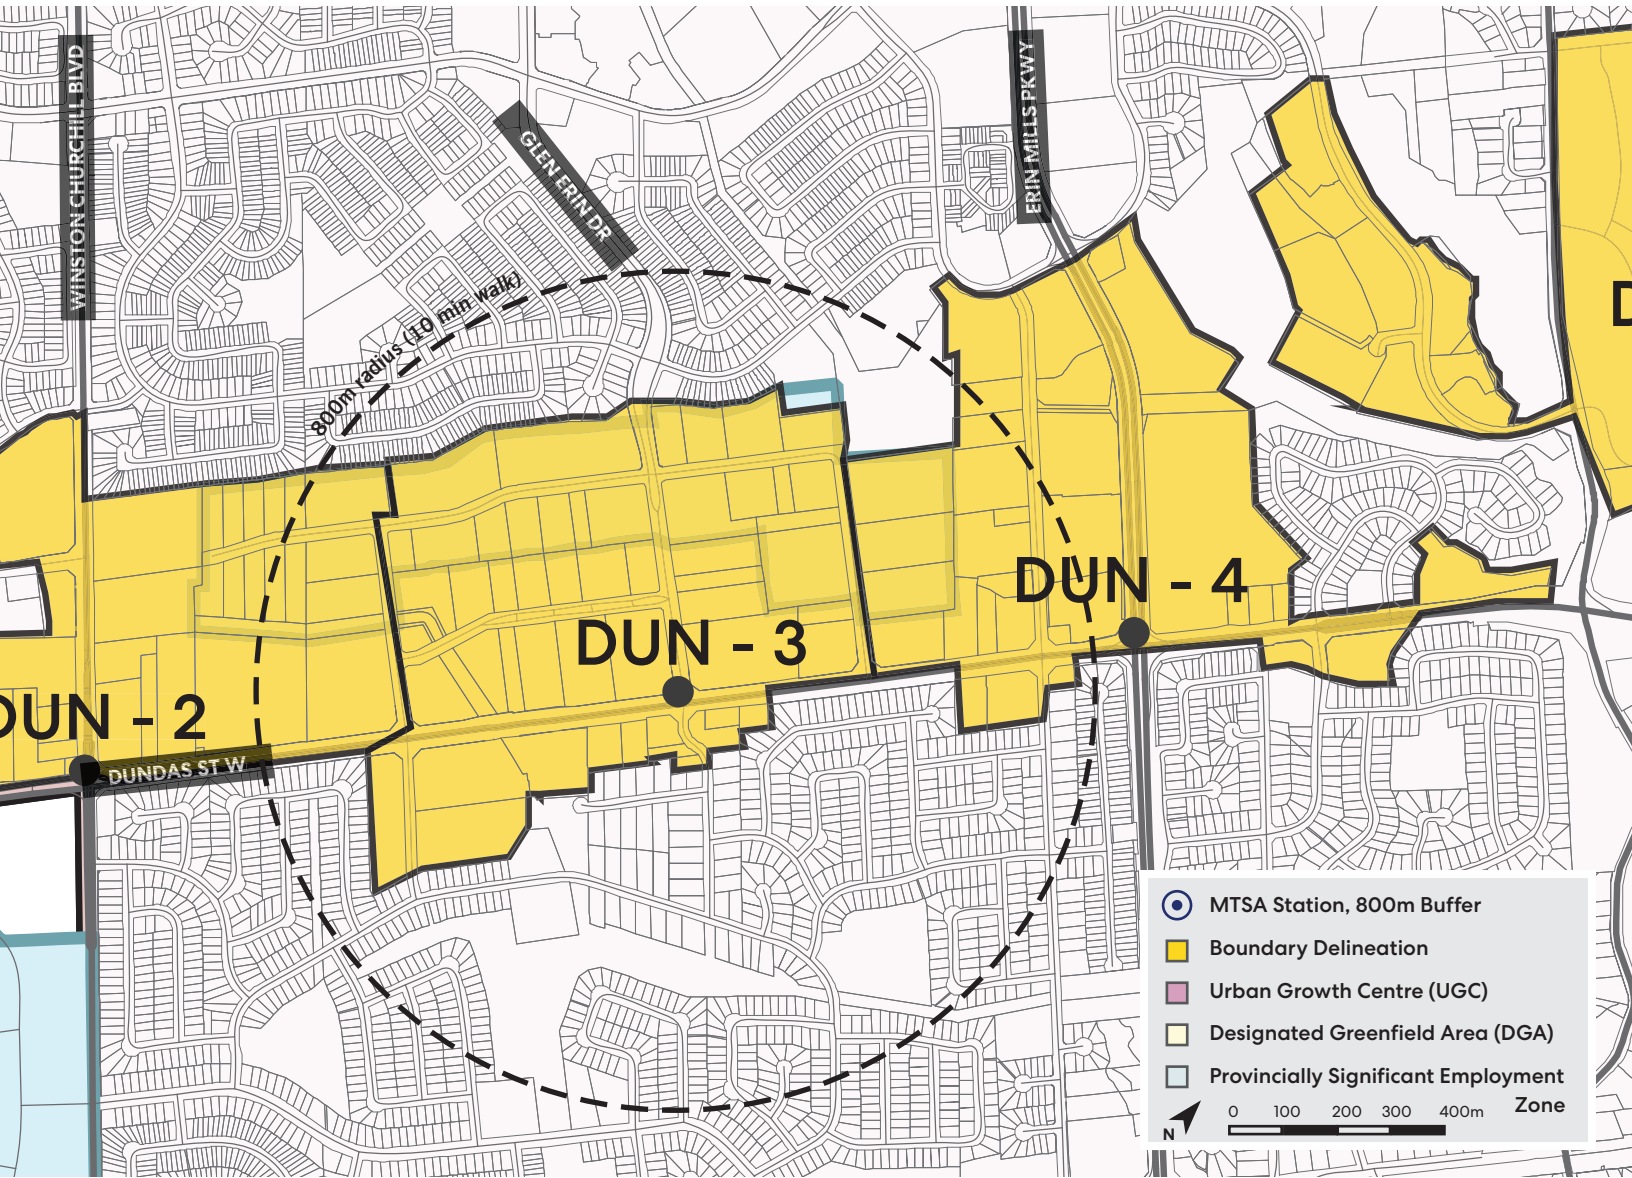 WINSTON CHURCHILL BLVD
GLEN ERIN DR
ERIN MILLS PKWY
800m radius (10 min walk)
D
DUN - 4
DUN - 3
DUN - 2
DUNDAS ST W
MTSA Station, 800m Buffer
Boundary Delineation
Urban Growth Centre (UGC)
Designated Greenfield Area (DGA)
Provincially Significant Employment
Zone
0 100 200 300 400m
N